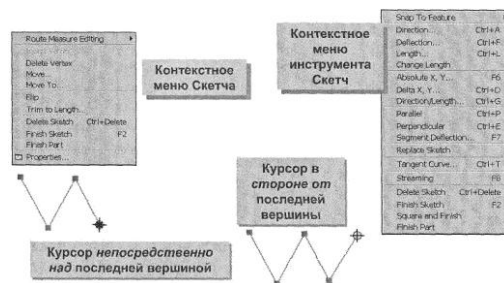 Route Measure Editing
Insert Vertex
Delete Vertex
Move...
Move To...
Flip
Trim to Length...
Delete Sketch Ctrl+Delete
Finish Sketch F2
Finish Part
Properties...
Контекстное
меню Скетча
Контекстное
меню
инструмента
Скетч
Snap To Feature
Direction... Ctrl+A
Deflection... Ctrl+F
Length... Ctrl+L
Change Length
Absolute X, Y... F6
Delta X, Y... Ctrl+D
Direction/Length... Ctrl+G
Parallel Ctrl+P
Perpendicular Ctrl+E
Segment Deflection... F7
Replace Sketch
Tangent Curve... Ctrl+T
Streaming F8
Delete Sketch Ctrl+Delete
Finish Sketch F2
Square and Finish
Finish Part
Курсор в
стороне от
последней
вершины
Курсор непосредственно
над последней вершиной